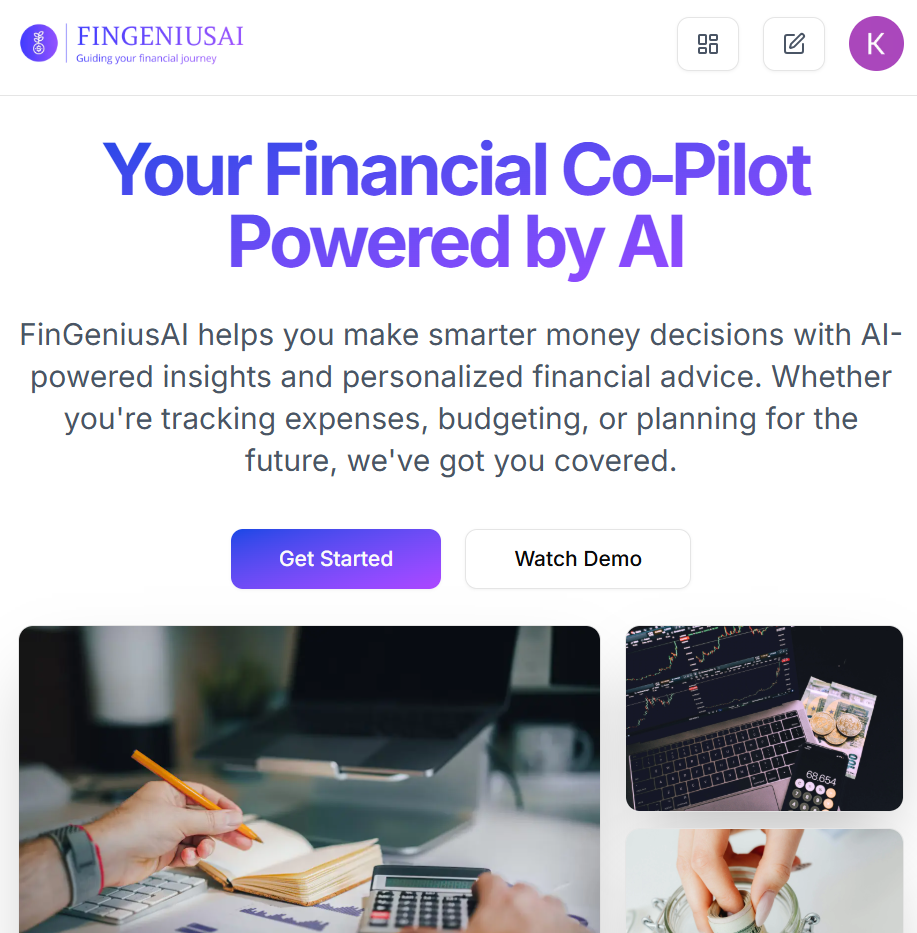 FINGENIUSAI
Guiding your financial journey
K
Your Financial Co-Pilot
Powered by AI
FinGeniusAI helps you make smarter money decisions with AI-
powered insights and personalized financial advice. Whether
you're tracking expenses, budgeting, or planning for the
future, we've got you covered.
Get Started
Watch Demo
68,654